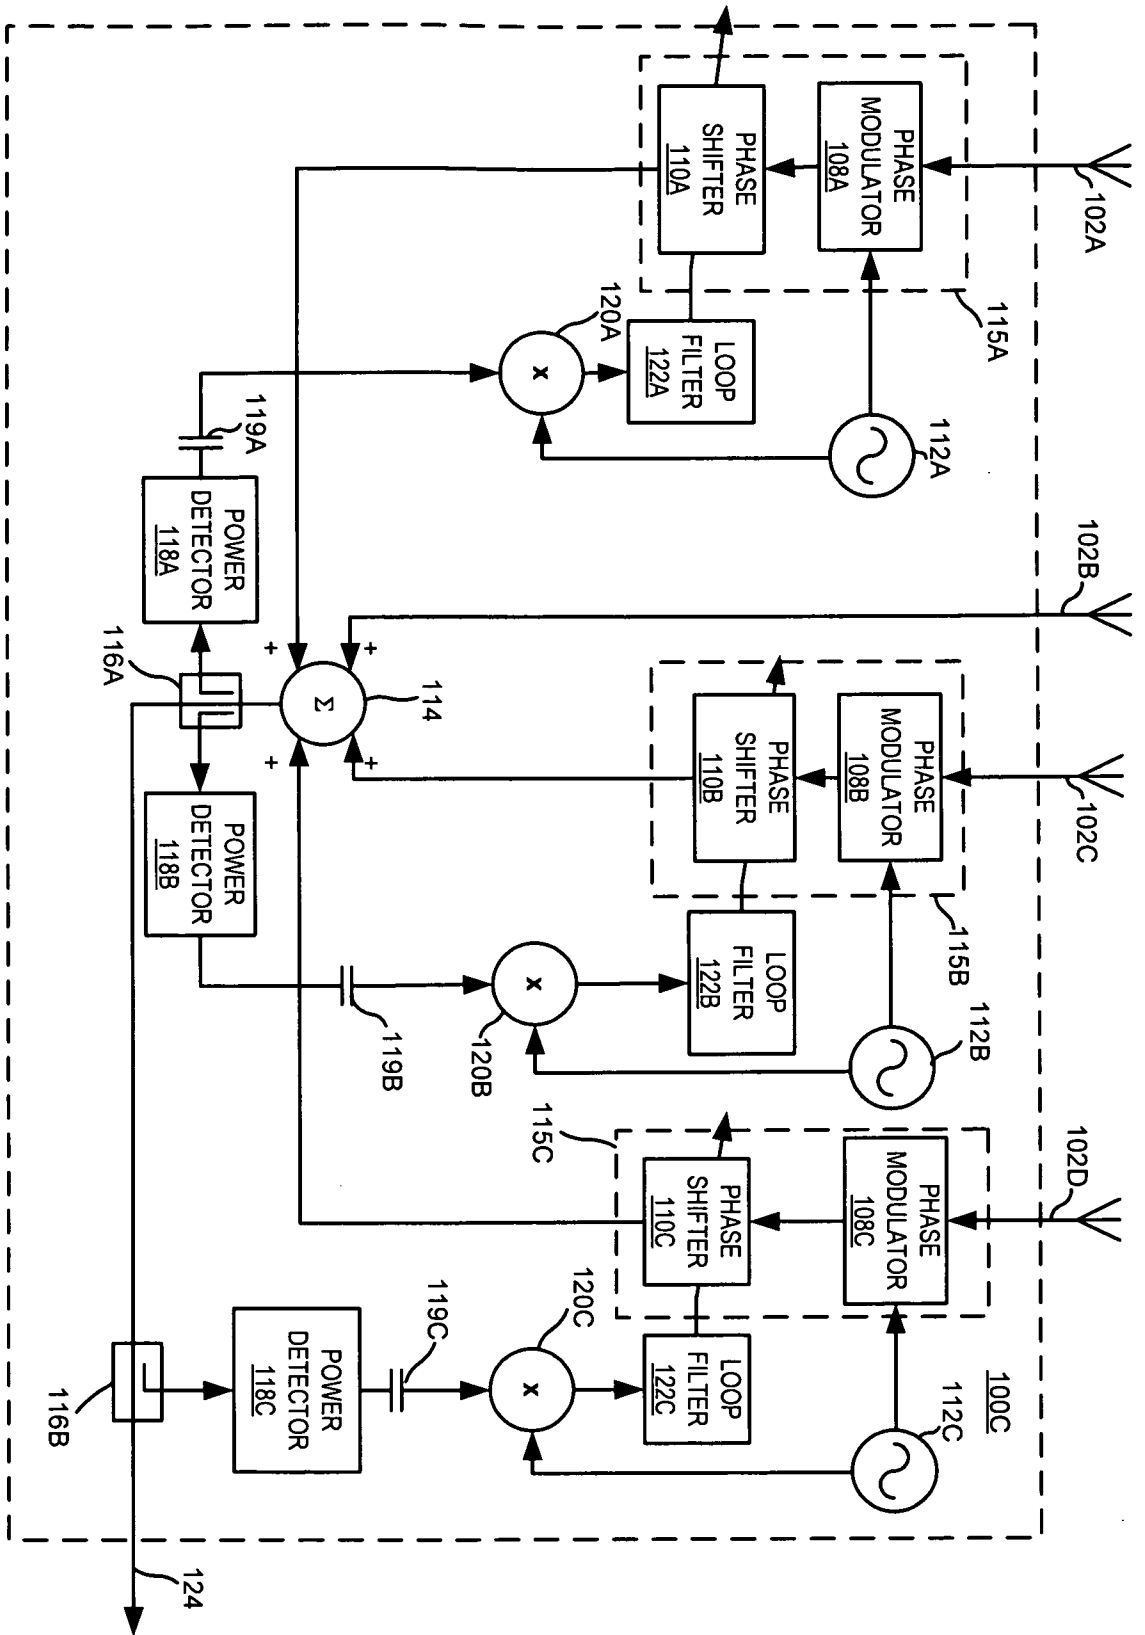 102A
102B
102C
102D
PHASE
MODULATOR
108A
PHASE
SHIFTER
110A
115A
LOOP
FILTER
122A
120A
x
112A
119A
POWER
DETECTOR
118A
116A
+
+
Σ
+
+
114
POWER
DETECTOR
118B
PHASE
MODULATOR
108B
PHASE
SHIFTER
110B
115B
LOOP
FILTER
122B
x
120B
119B
112B
PHASE
MODULATOR
108C
PHASE
SHIFTER
110C
115C
LOOP
FILTER
122C
x
120C
119C
112C
100C
POWER
DETECTOR
118C
116B
124